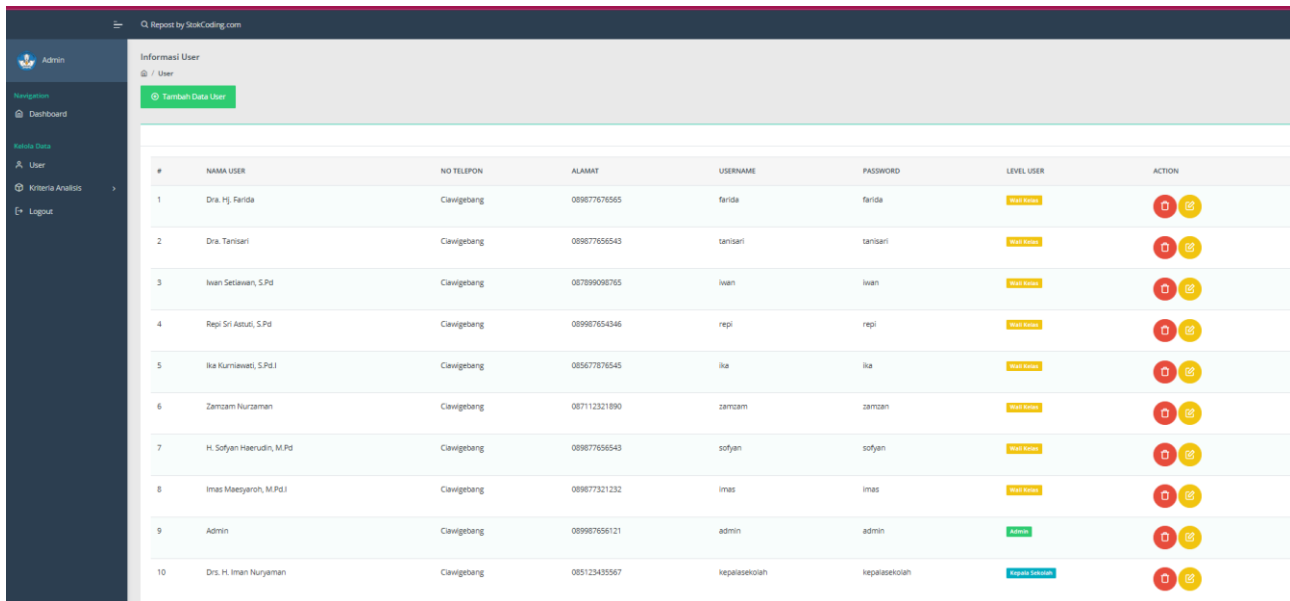 Repost by StokCoding.com
Admin
Navigation
Dashboard
Kelola Data
User
Kriteria Analisis
Logout
Informasi User
/ User
Tambah Data User
# NAMA USER NO TELEPON ALAMAT USERNAME PASSWORD LEVEL USER ACTION
1 Dra. Hj. Farida Ciawigebang 089877676565 farida farida Wali Kelas
2 Dra. Tanisari Ciawigebang 089877656543 tanisari tanisari Wali Kelas
3 Iwan Setiawan, S.Pd Ciawigebang 087899098765 iwan iwan Wali Kelas
4 Repi Sri Astuti, S.Pd Ciawigebang 089987654346 repi repi Wali Kelas
5 Ika Kurniawati, S.Pd.I Ciawigebang 085677876545 ika ika Wali Kelas
6 Zamzam Nurzaman Ciawigebang 087112321890 zamzam zamzan Wali Kelas
7 H. Sofyan Haerudin, M.Pd Ciawigebang 089877656543 sofyan sofyan Wali Kelas
8 Imas Maesyaroh, M.Pd.I Ciawigebang 089877321232 imas imas Wali Kelas
9 Admin Ciawigebang 089987656121 admin admin Admin
10 Drs. H. Iman Nuryaman Ciawigebang 085123435567 kepalasekolah kepalasekolah Kepala Sekolah